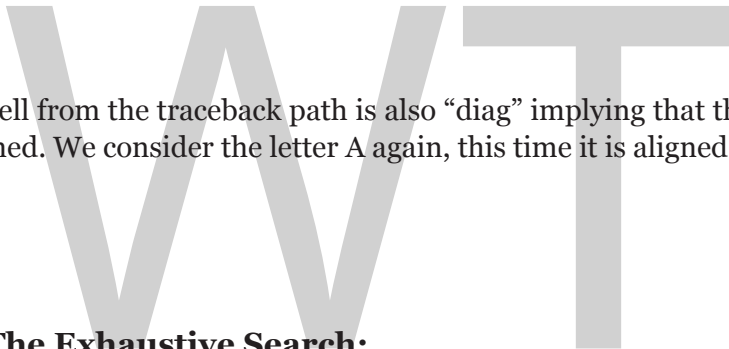 WT
ell from the traceback path is also “diag” implying that th
ned. We consider the letter A again, this time it is aligned
The Exhaustive Search: